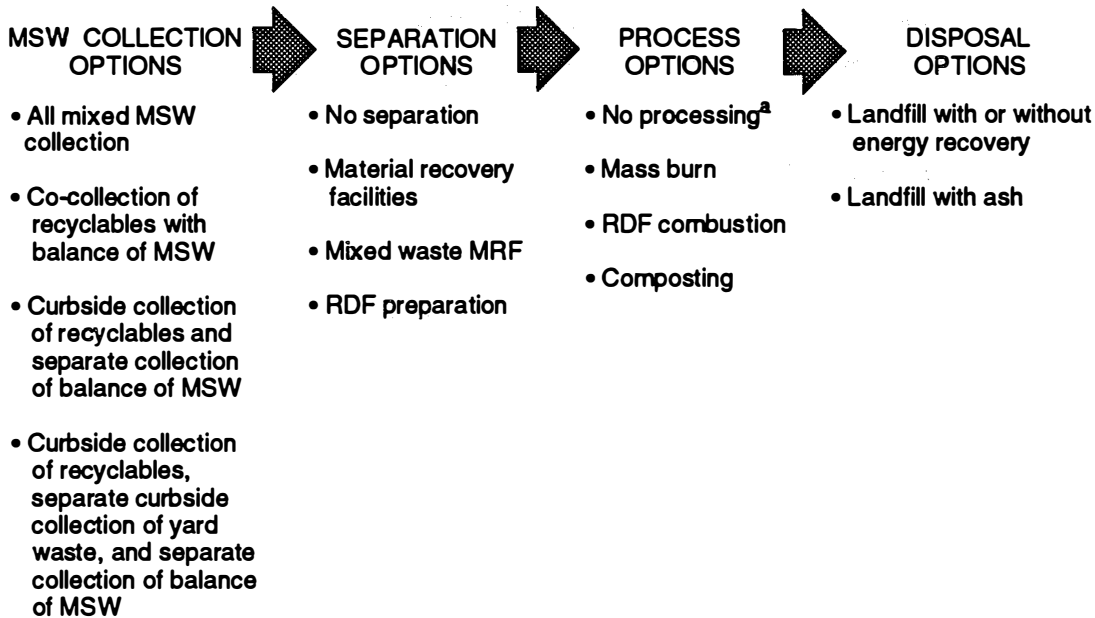 MSW COLLECTION
OPTIONS
• All mixed MSW
collection
• Co-collection of
recyclables with
balance of MSW
• Curbside collection
of recyclables and
separate collection
of balance of MSW
• Curbside collection
of recyclables,
separate curbside
collection of yard
waste, and separate
collection of balance
of MSW
SEPARATION
OPTIONS
• No separation
• Material recovery
facilities
• Mixed waste MRF
• RDF preparation
PROCESS
OPTIONS
• No processingᵃ
• Mass burn
• RDF combustion
• Composting
DISPOSAL
OPTIONS
• Landfill with or without
energy recovery
• Landfill with ash